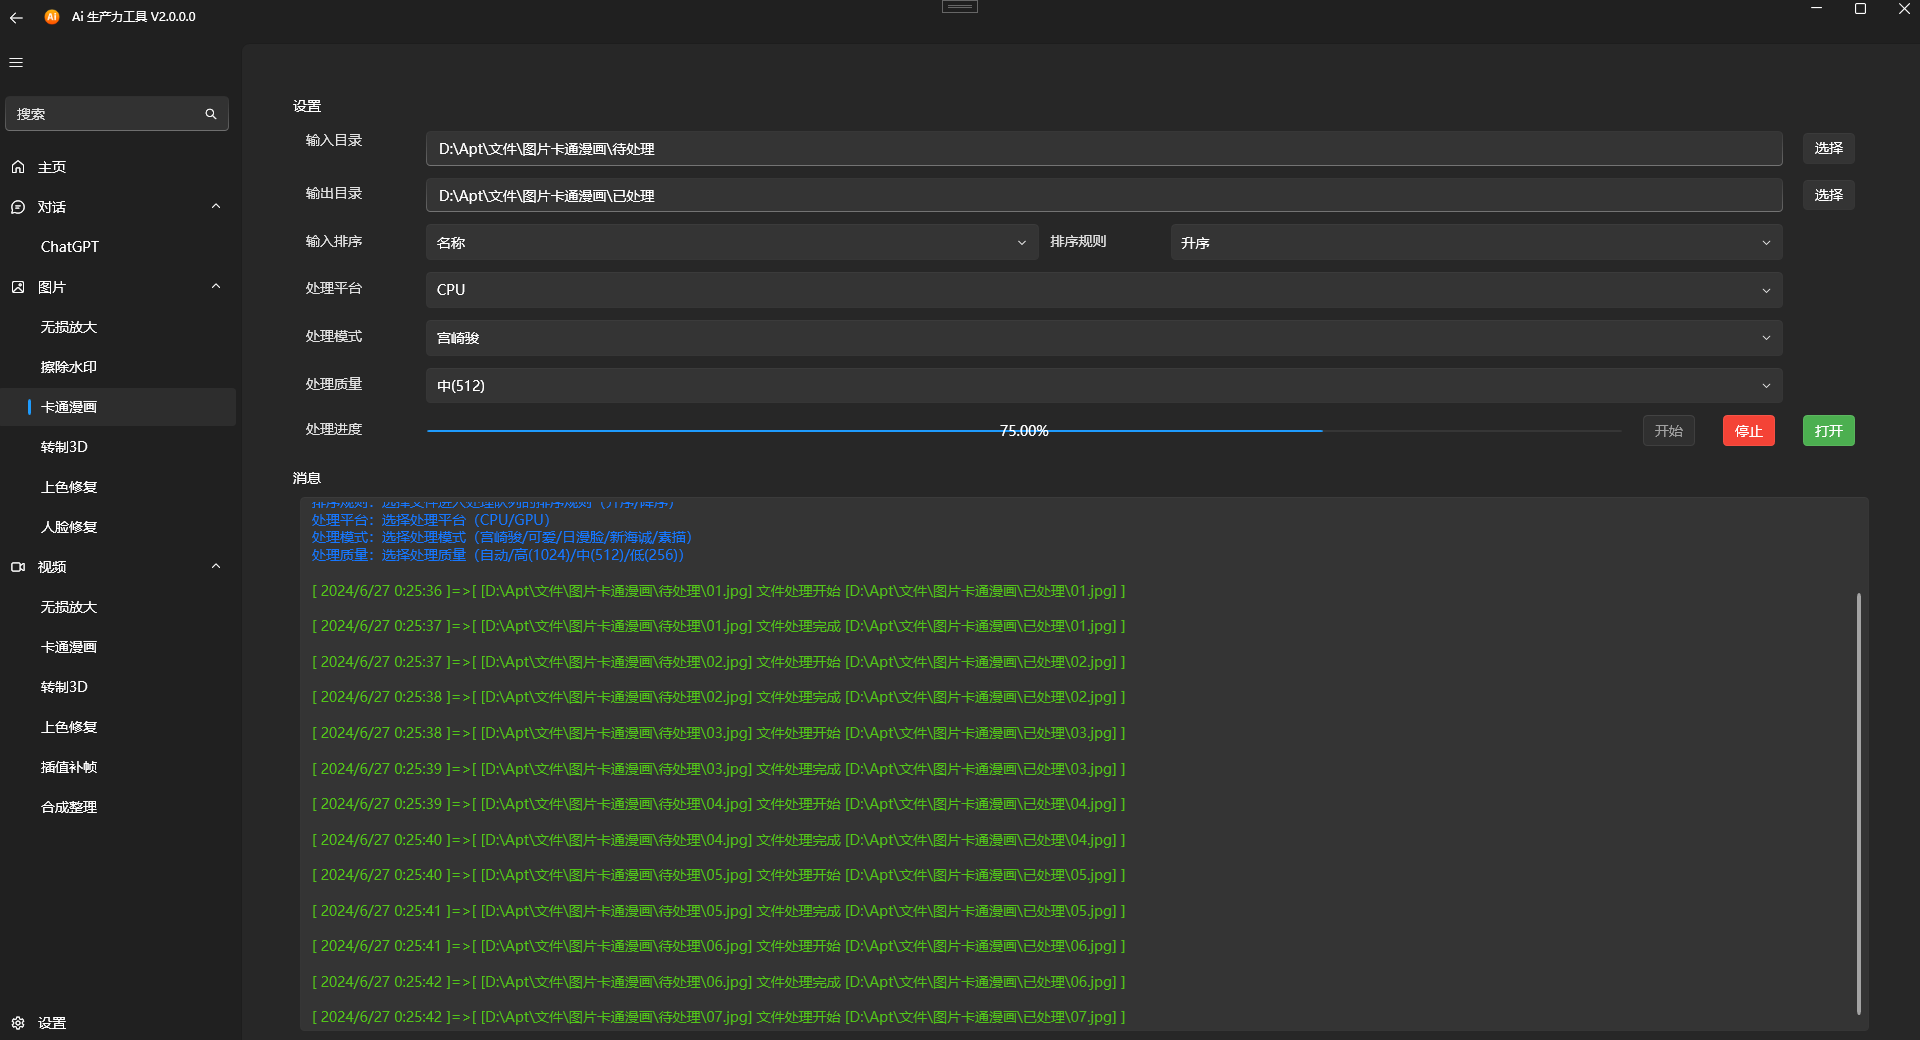 Ai 生产力工具 V2.0.0.0
搜索
主页
对话
ChatGPT
图片
无损放大
擦除水印
卡通漫画
转制3D
上色修复
人脸修复
视频
无损放大
卡通漫画
转制3D
上色修复
插值补帧
合成整理
设置
设置
输入目录 D:\Apt\文件\图片卡通漫画\待处理 选择
输出目录 D:\Apt\文件\图片卡通漫画\已处理 选择
输入排序 名称 排序规则 升序
处理平台 CPU
处理模式 宫崎骏
处理质量 中(512)
处理进度 75.00% 开始 停止 打开
消息
排序规则：选择文件进入处理队列的排序规则（升序/降序）
处理平台：选择处理平台（CPU/GPU）
处理模式：选择处理模式（宫崎骏/可爱/日漫脸/新海诚/素描）
处理质量：选择处理质量（自动/高(1024)/中(512)/低(256)）
[ 2024/6/27 0:25:36 ]=>[ [D:\Apt\文件\图片卡通漫画\待处理\01.jpg] 文件处理开始 [D:\Apt\文件\图片卡通漫画\已处理\01.jpg] ]
[ 2024/6/27 0:25:37 ]=>[ [D:\Apt\文件\图片卡通漫画\待处理\01.jpg] 文件处理完成 [D:\Apt\文件\图片卡通漫画\已处理\01.jpg] ]
[ 2024/6/27 0:25:37 ]=>[ [D:\Apt\文件\图片卡通漫画\待处理\02.jpg] 文件处理开始 [D:\Apt\文件\图片卡通漫画\已处理\02.jpg] ]
[ 2024/6/27 0:25:38 ]=>[ [D:\Apt\文件\图片卡通漫画\待处理\02.jpg] 文件处理完成 [D:\Apt\文件\图片卡通漫画\已处理\02.jpg] ]
[ 2024/6/27 0:25:38 ]=>[ [D:\Apt\文件\图片卡通漫画\待处理\03.jpg] 文件处理开始 [D:\Apt\文件\图片卡通漫画\已处理\03.jpg] ]
[ 2024/6/27 0:25:39 ]=>[ [D:\Apt\文件\图片卡通漫画\待处理\03.jpg] 文件处理完成 [D:\Apt\文件\图片卡通漫画\已处理\03.jpg] ]
[ 2024/6/27 0:25:39 ]=>[ [D:\Apt\文件\图片卡通漫画\待处理\04.jpg] 文件处理开始 [D:\Apt\文件\图片卡通漫画\已处理\04.jpg] ]
[ 2024/6/27 0:25:40 ]=>[ [D:\Apt\文件\图片卡通漫画\待处理\04.jpg] 文件处理完成 [D:\Apt\文件\图片卡通漫画\已处理\04.jpg] ]
[ 2024/6/27 0:25:40 ]=>[ [D:\Apt\文件\图片卡通漫画\待处理\05.jpg] 文件处理开始 [D:\Apt\文件\图片卡通漫画\已处理\05.jpg] ]
[ 2024/6/27 0:25:41 ]=>[ [D:\Apt\文件\图片卡通漫画\待处理\05.jpg] 文件处理完成 [D:\Apt\文件\图片卡通漫画\已处理\05.jpg] ]
[ 2024/6/27 0:25:41 ]=>[ [D:\Apt\文件\图片卡通漫画\待处理\06.jpg] 文件处理开始 [D:\Apt\文件\图片卡通漫画\已处理\06.jpg] ]
[ 2024/6/27 0:25:42 ]=>[ [D:\Apt\文件\图片卡通漫画\待处理\06.jpg] 文件处理完成 [D:\Apt\文件\图片卡通漫画\已处理\06.jpg] ]
[ 2024/6/27 0:25:42 ]=>[ [D:\Apt\文件\图片卡通漫画\待处理\07.jpg] 文件处理开始 [D:\Apt\文件\图片卡通漫画\已处理\07.jpg] ]